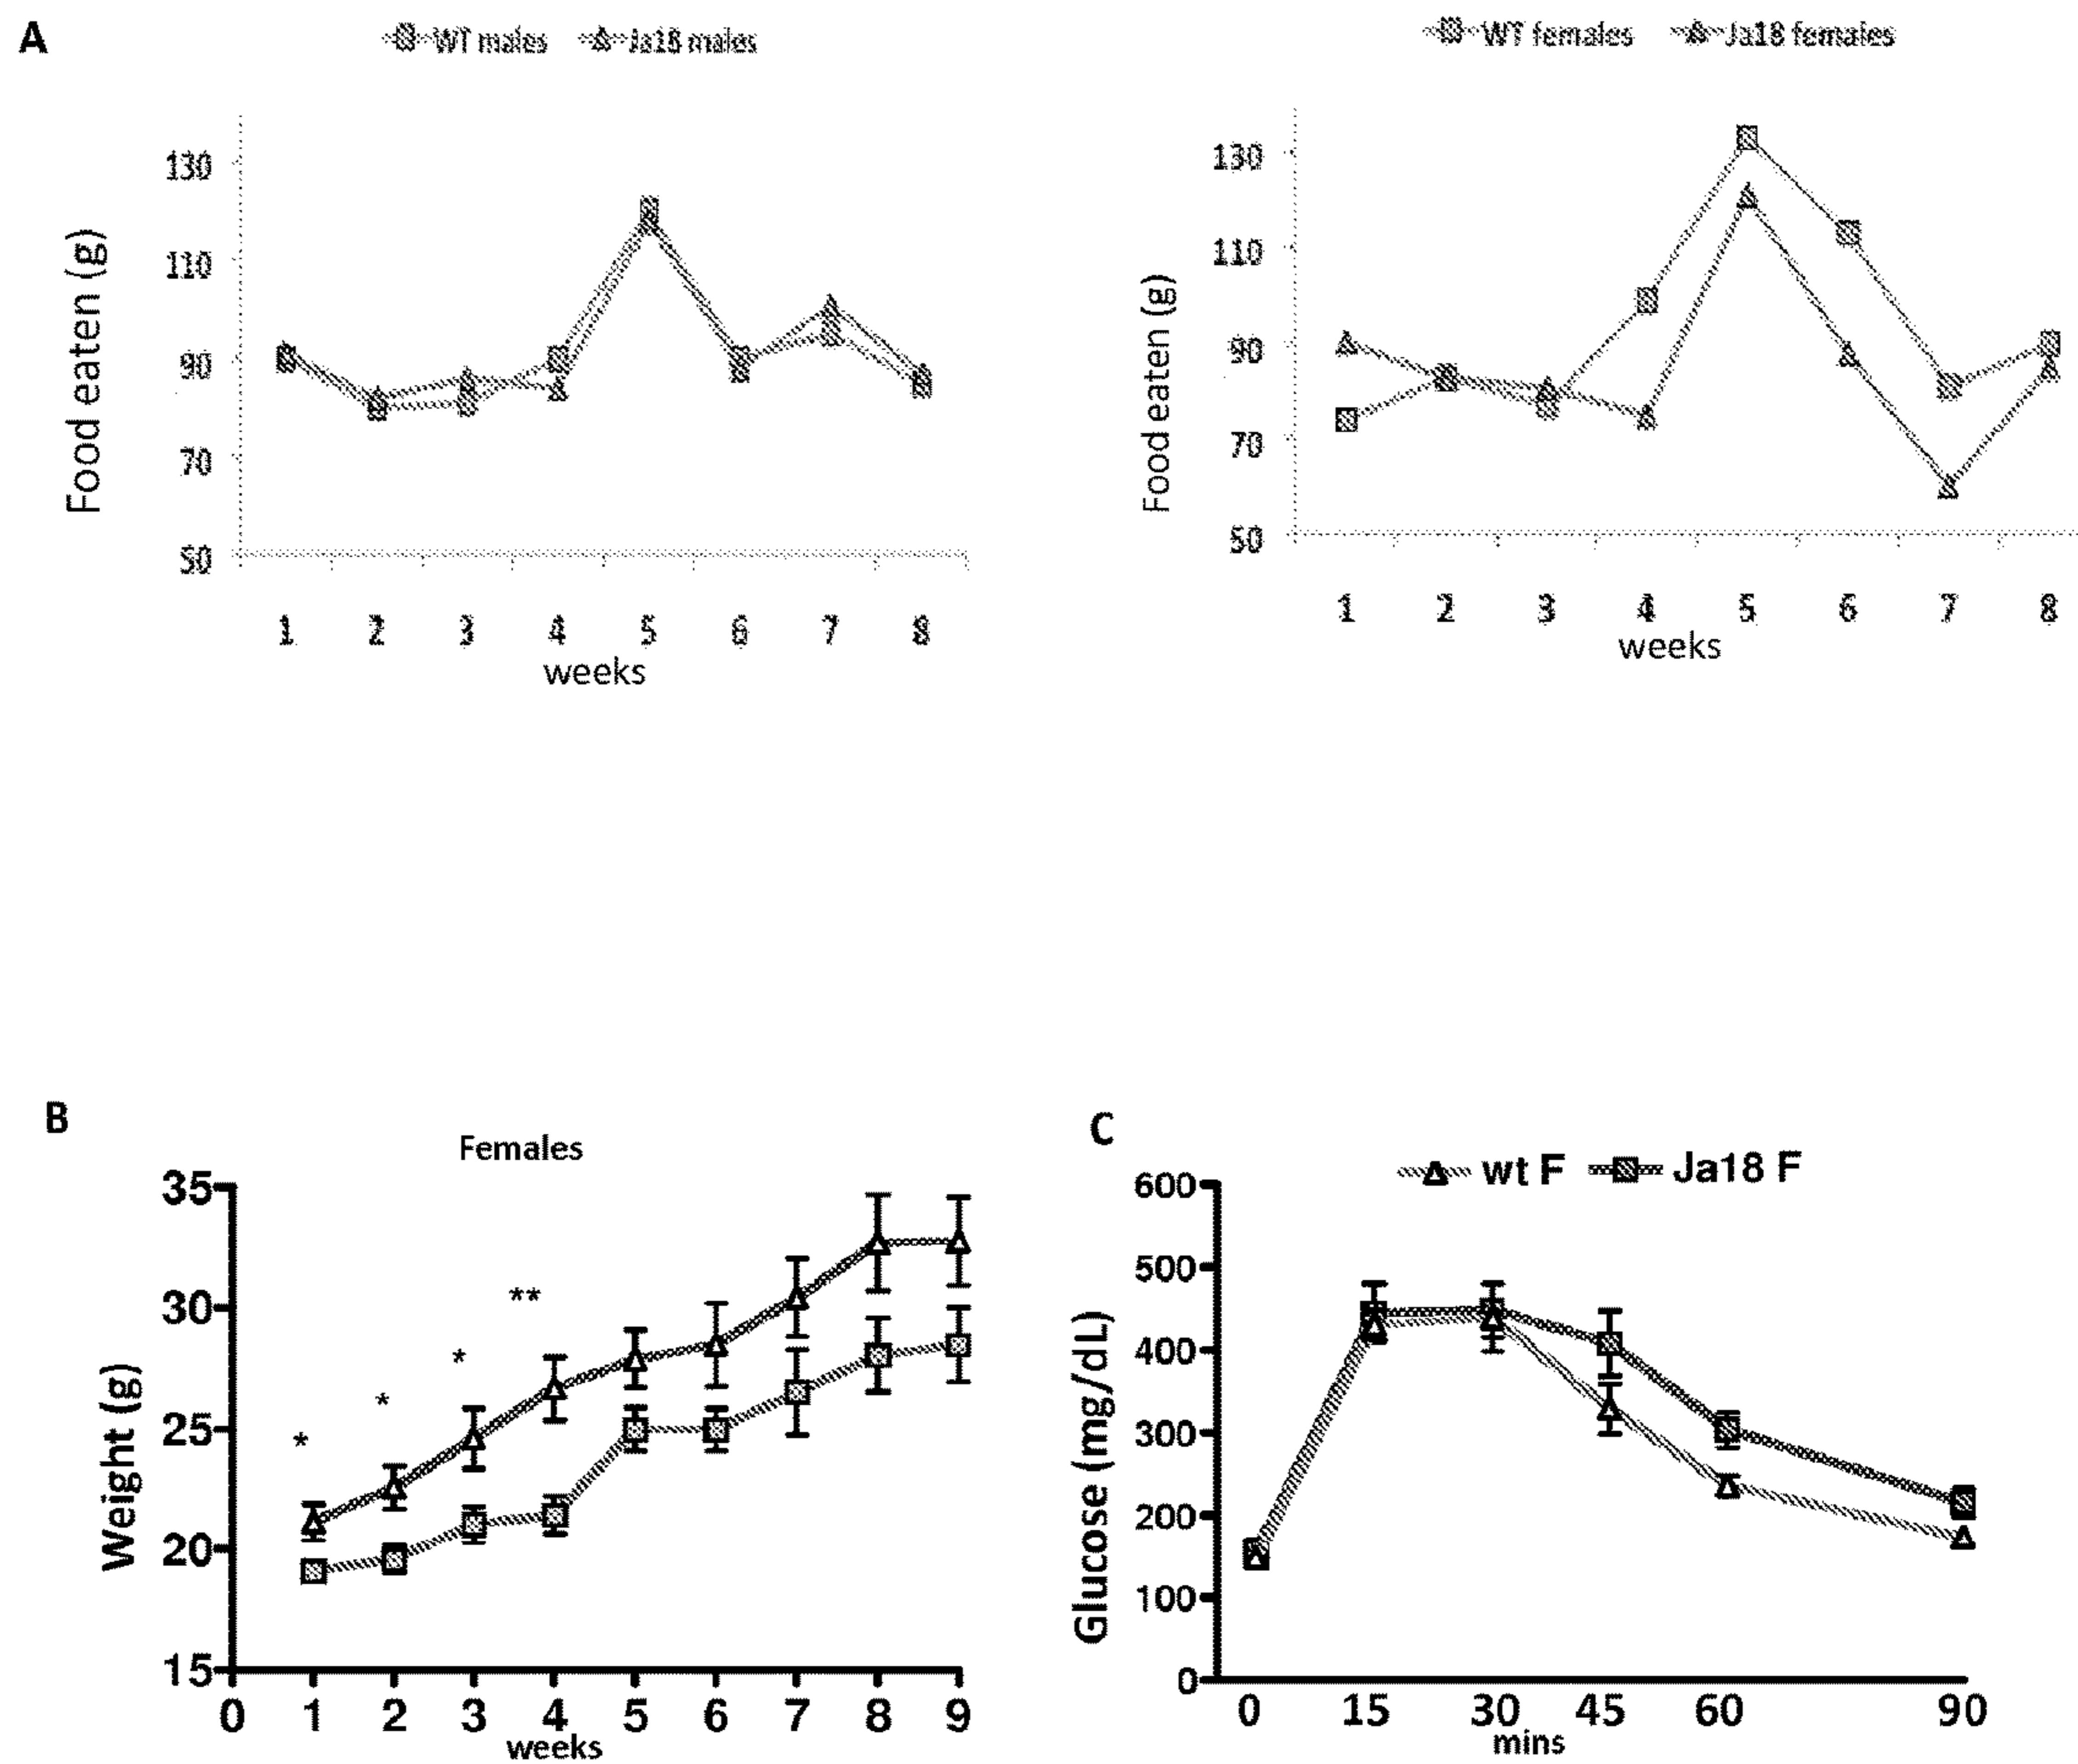 A
WT males Ja18 males
WT females Ja18 females
Food eaten (g)
130
110
90
70
50
1 2 3 4 5 6 7 8
weeks
Food eaten (g)
130
110
90
70
50
1 2 3 4 5 6 7 8
weeks
B
Females
Weight (g)
35
30
25
20
15
* * * **
0 1 2 3 4 5 6 7 8 9
weeks
C
wt F Ja18 F
Glucose (mg/dL)
600
500
400
300
200
100
0
0 15 30 45 60 90
mins